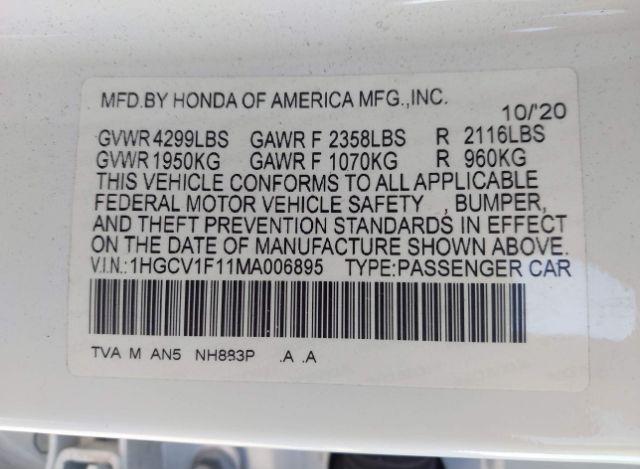 MFD.BY HONDA OF AMERICA MFG.,INC.
10/'20
GVWR 4299LBS GAWR F 2358LBS R 2116LBS
GVWR 1950KG GAWR F 1070KG R 960KG
THIS VEHICLE CONFORMS TO ALL APPLICABLE
FEDERAL MOTOR VEHICLE SAFETY , BUMPER,
AND THEFT PREVENTION STANDARDS IN EFFECT
ON THE DATE OF MANUFACTURE SHOWN ABOVE.
V.I.N.:1HGCV1F11MA006895 TYPE:PASSENGER CAR
TVA M AN5 NH883P .A .A